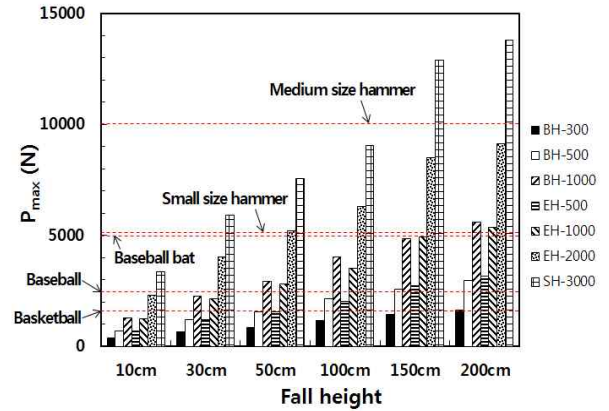 15000
10000
5000
0
P max (N)
Medium size hammer
Small size hammer
Baseball bat
Baseball
Basketball
10cm 30cm 50cm 100cm 150cm 200cm
Fall height
BH-300
BH-500
BH-1000
EH-500
EH-1000
EH-2000
SH-3000